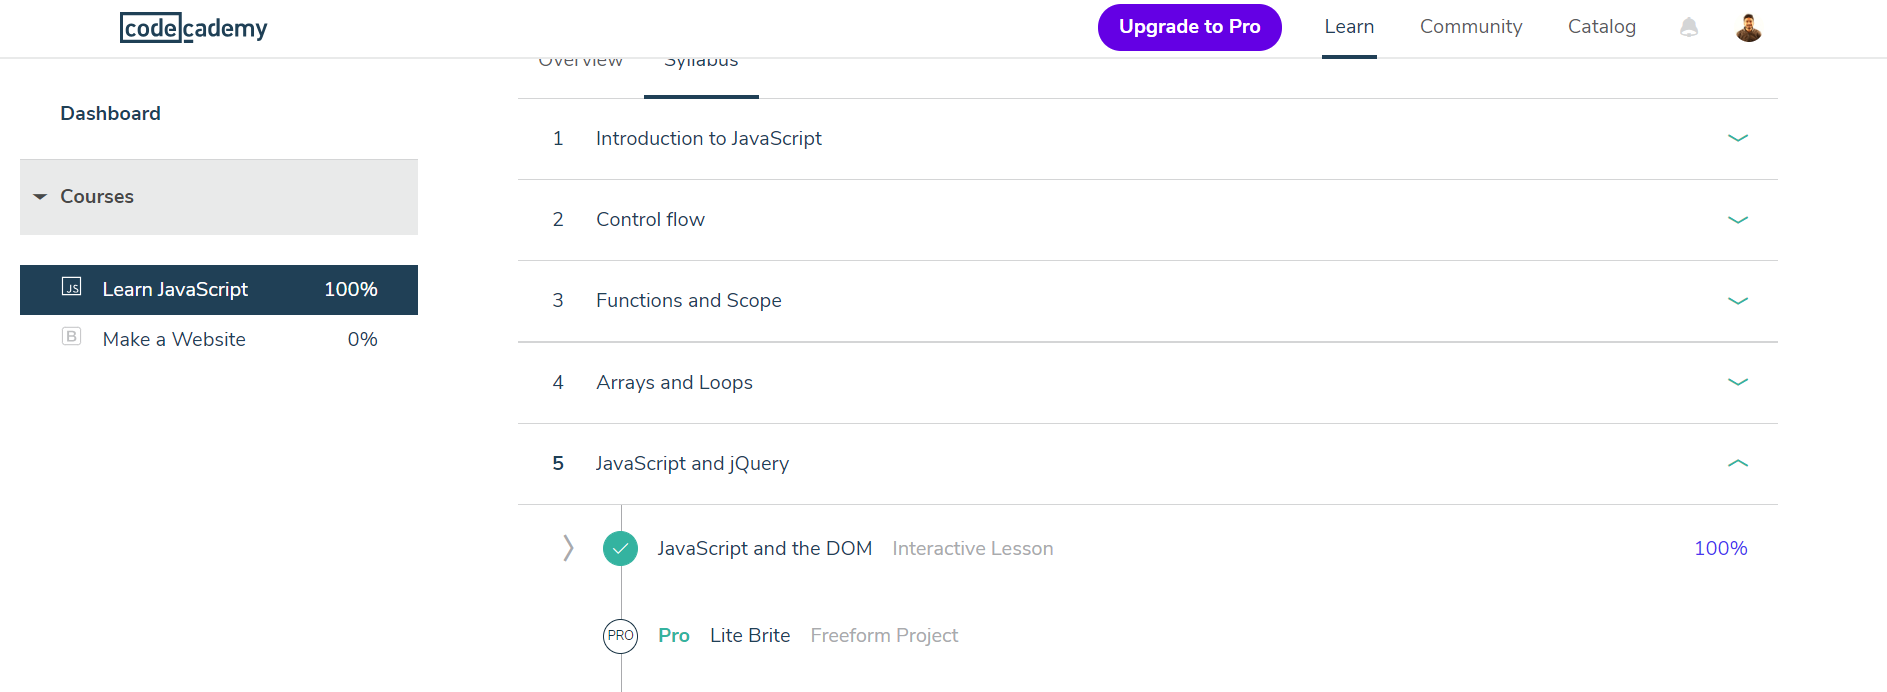 codecademy
Upgrade to Pro
Learn
Community
Catalog
Overview
Syllabus
Dashboard
Courses
JS Learn JavaScript 100%
B Make a Website 0%
1 Introduction to JavaScript
2 Control flow
3 Functions and Scope
4 Arrays and Loops
5 JavaScript and jQuery
JavaScript and the DOM Interactive Lesson 100%
PRO Pro Lite Brite Freeform Project